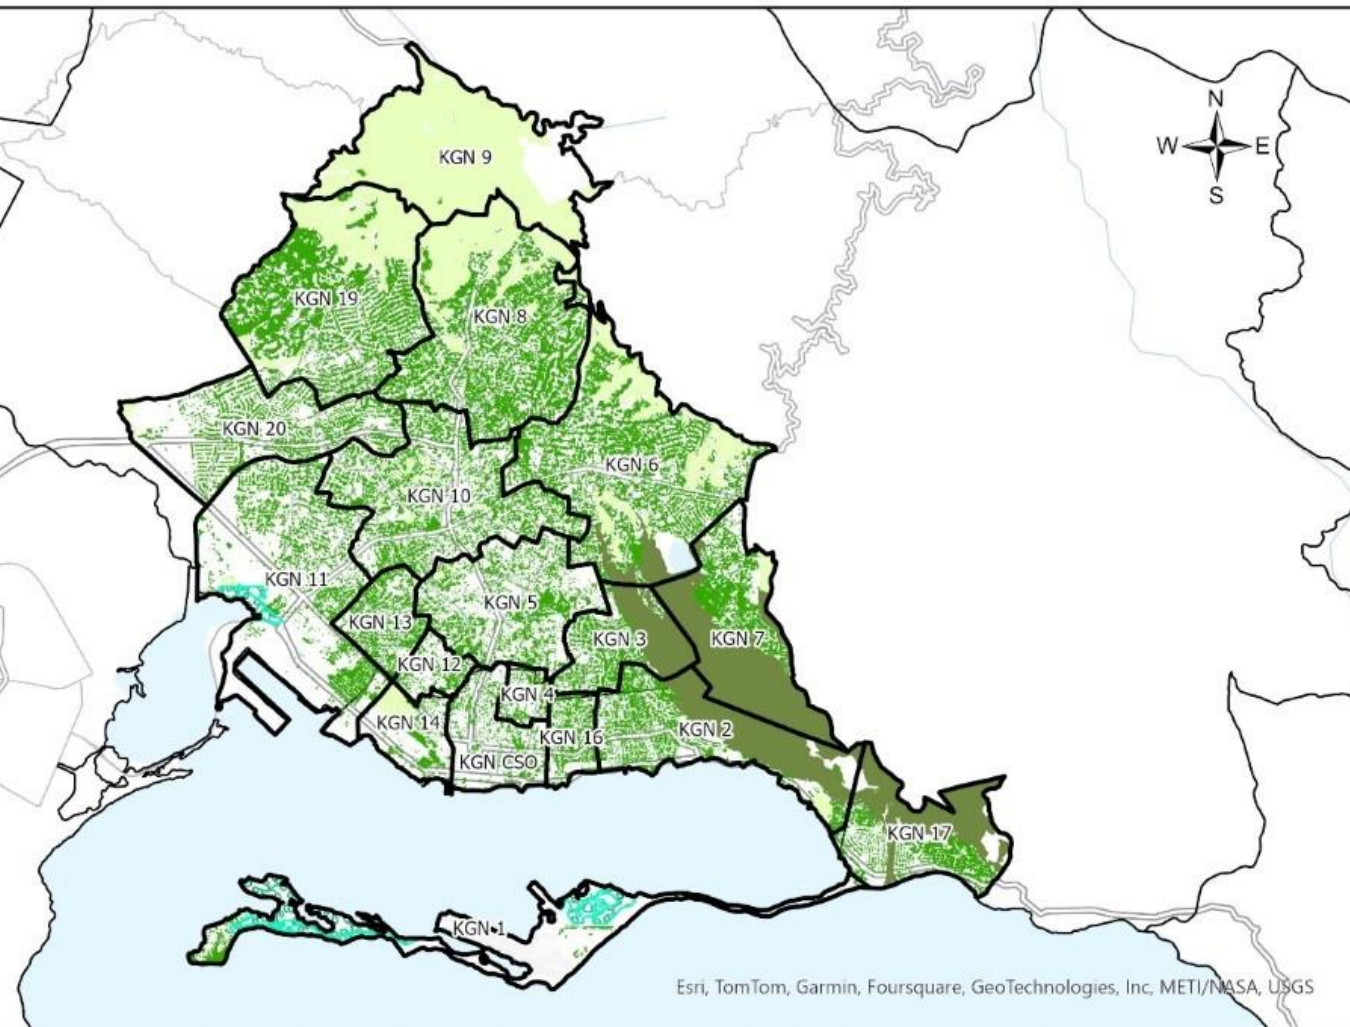 N
W E
S
KGN 9
KGN 19
KGN 8
KGN 20
KGN 6
KGN 10
KGN 11
KGN 5
KGN 13
KGN 3
KGN 7
KGN 12
KGN 4
KGN 14
KGN 2
KGN 16
KGN CSO
KGN 17
KGN 1
Esri, TomTom, Garmin, Foursquare, GeoTechnologies, Inc, METI/NASA, USGS